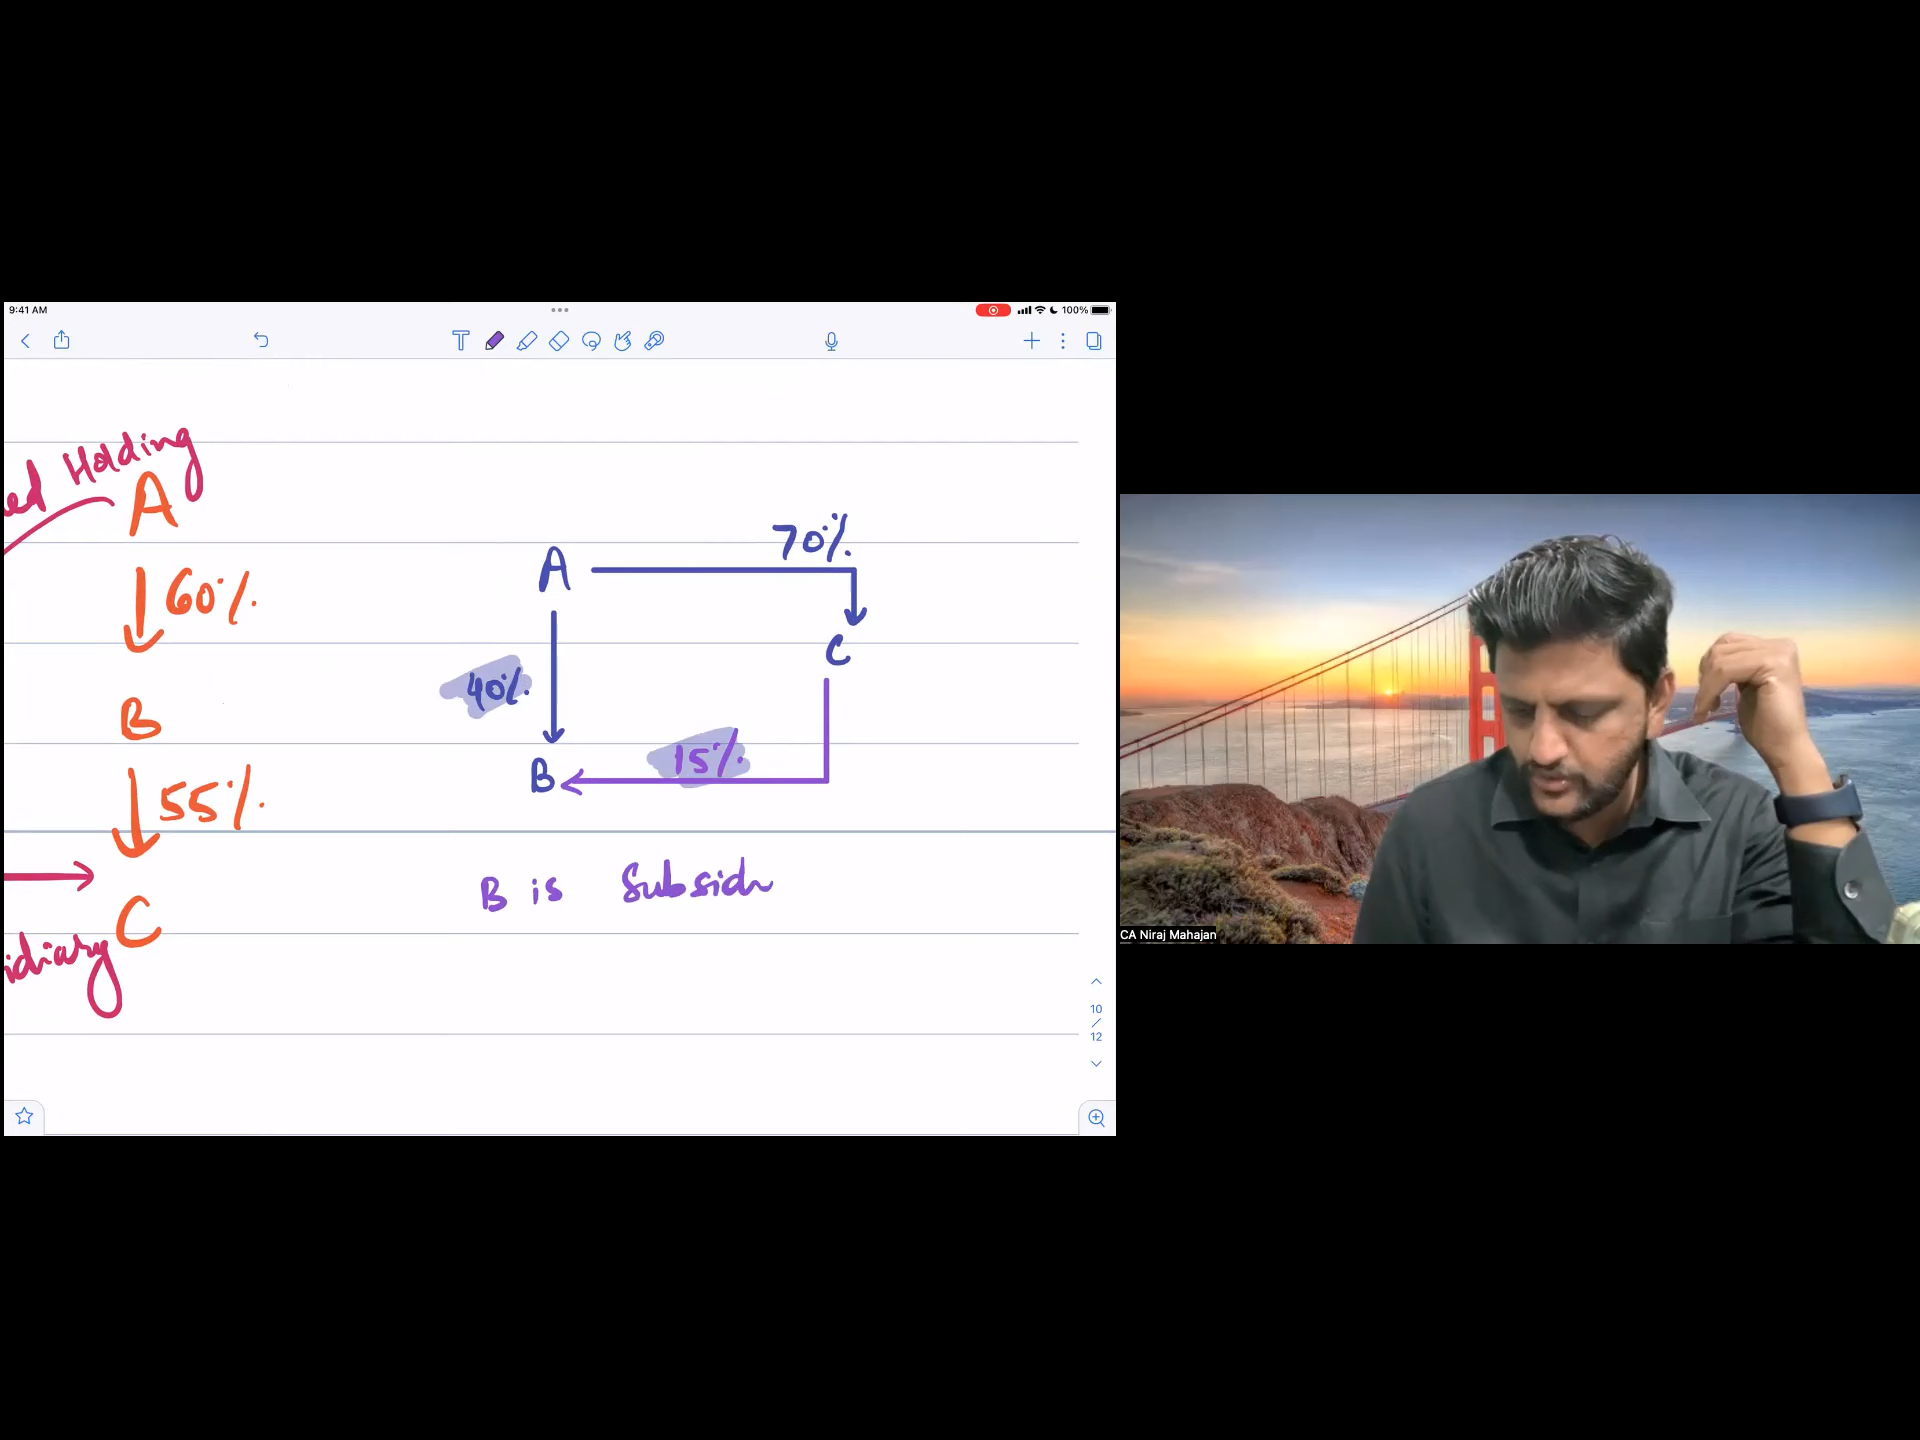 9:41 AM
100%
ed Holding
A
60%
B
55%
C
idiary
A
70%
C
40%
15%
B
B is Subsidi
10
/
12
CA Niraj Mahajan